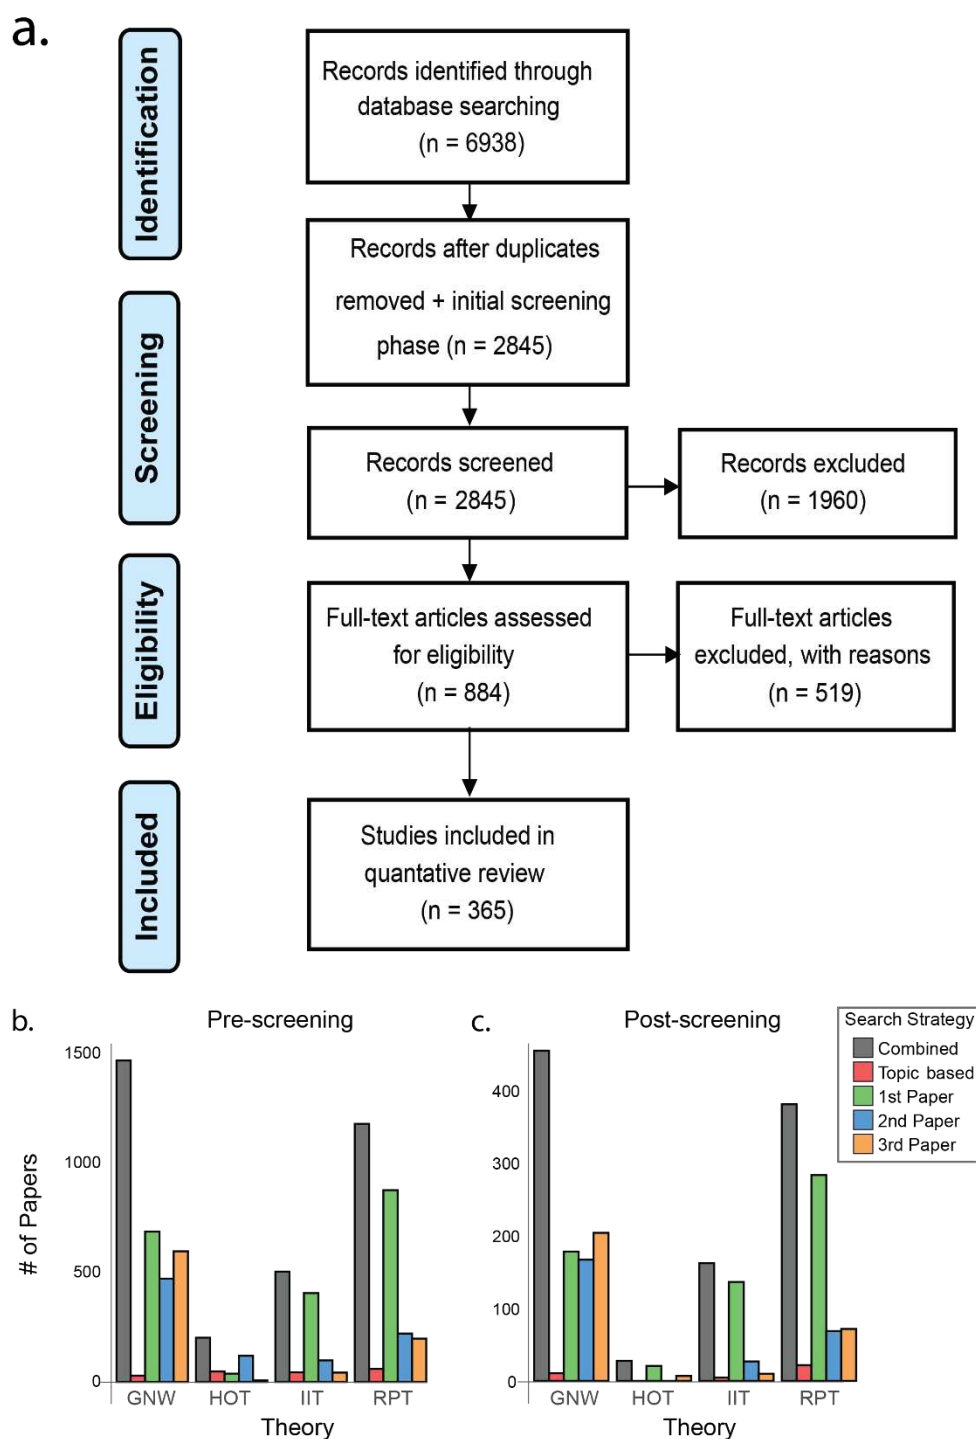 a.
Identification
Records identified through
database searching
(n = 6938)
Records after duplicates
removed + initial screening
phase (n = 2845)
Screening
Records screened
(n = 2845)
Records excluded
(n = 1960)
Eligibility
Full-text articles assessed
for eligibility
(n = 884)
Full-text articles
excluded, with reasons
(n = 519)
Included
Studies included in
quantative review
(n = 365)
b.
Pre-screening
# of Papers
1500
1000
500
0
GNW
HOT
IIT
RPT
Theory
c.
Post-screening
400
300
200
100
0
GNW
HOT
IIT
RPT
Theory
Search Strategy
Combined
Topic based
1st Paper
2nd Paper
3rd Paper